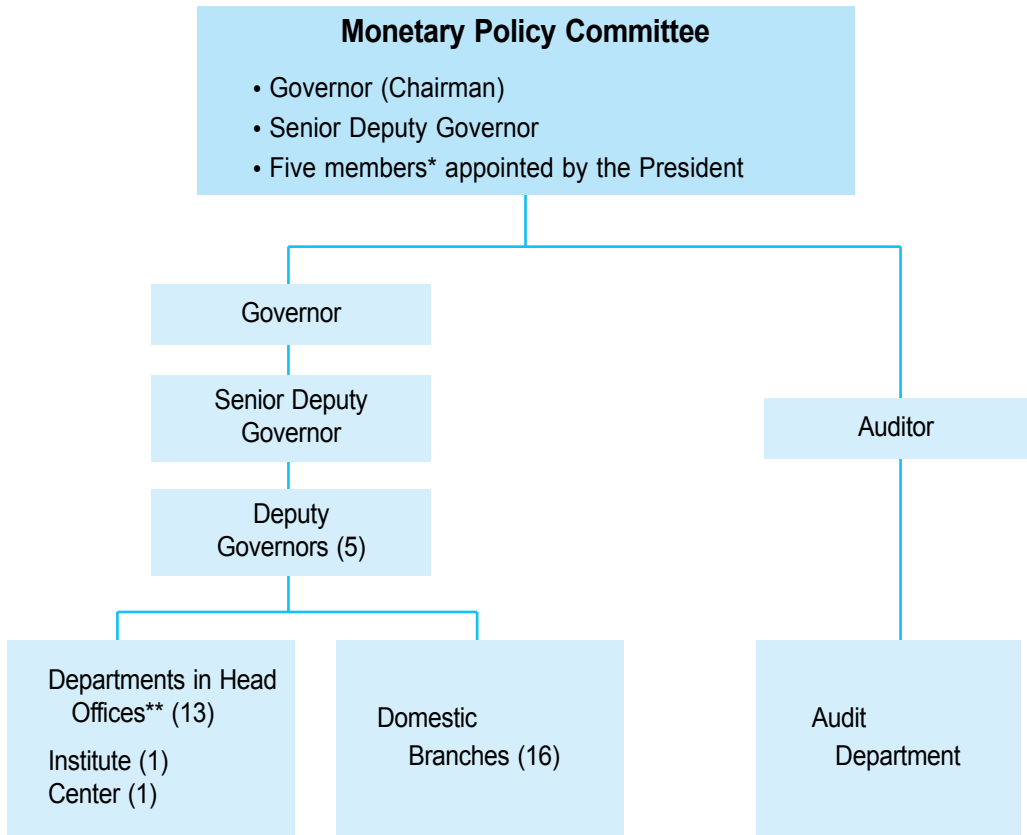 Monetary Policy Committee
• Governor (Chairman)
• Senior Deputy Governor
• Five members* appointed by the President
Governor
Senior Deputy
Governor
Auditor
Deputy
Governors (5)
Departments in Head
Offices** (13)
Institute (1)
Center (1)
Domestic
Branches (16)
Audit
Department